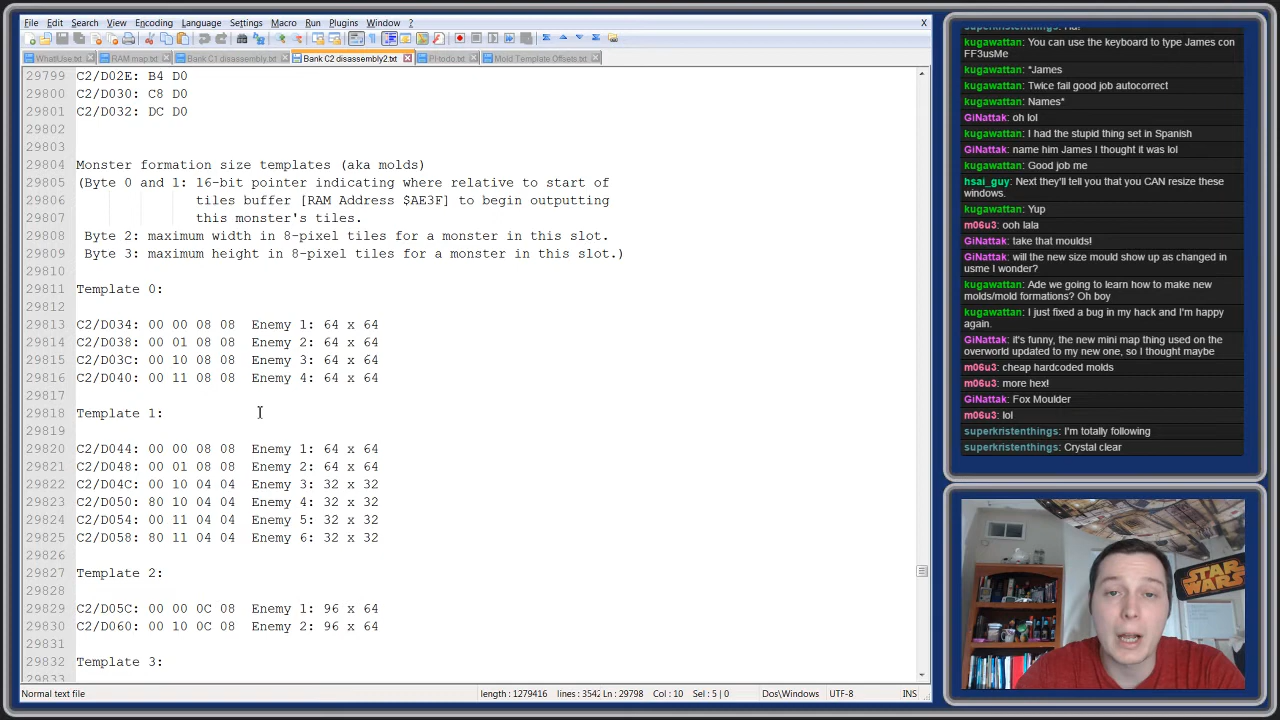 File Edit Search View Encoding Language Settings Macro Run Plugins Window ? X
WhatUse.txt RAM map.txt Bank C1 disassembly.txt Bank C2 disassembly2.txt PHtodo.txt Mold Template Offsets.txt
29799 C2/D02E: B4 D0
29800 C2/D030: C8 D0
29801 C2/D032: DC D0
29802
29803
29804 Monster formation size templates (aka molds)
29805 (Byte 0 and 1: 16-bit pointer indicating where relative to start of
29806 tiles buffer [RAM Address $AE3F] to begin outputting
29807 this monster's tiles.
29808 Byte 2: maximum width in 8-pixel tiles for a monster in this slot.
29809 Byte 3: maximum height in 8-pixel tiles for a monster in this slot.)
29810
29811 Template 0:
29812
29813 C2/D034: 00 00 08 08 Enemy 1: 64 x 64
29814 C2/D038: 00 01 08 08 Enemy 2: 64 x 64
29815 C2/D03C: 00 10 08 08 Enemy 3: 64 x 64
29816 C2/D040: 00 11 08 08 Enemy 4: 64 x 64
29817
29818 Template 1:
29819
29820 C2/D044: 00 00 08 08 Enemy 1: 64 x 64
29821 C2/D048: 00 01 08 08 Enemy 2: 64 x 64
29822 C2/D04C: 00 10 04 04 Enemy 3: 32 x 32
29823 C2/D050: 80 10 04 04 Enemy 4: 32 x 32
29824 C2/D054: 00 11 04 04 Enemy 5: 32 x 32
29825 C2/D058: 80 11 04 04 Enemy 6: 32 x 32
29826
29827 Template 2:
29828
29829 C2/D05C: 00 00 0C 08 Enemy 1: 96 x 64
29830 C2/D060: 00 10 0C 08 Enemy 2: 96 x 64
29831
29832 Template 3:
29833
Normal text file length : 1279416 lines : 3542 Ln : 29798 Col : 10 Sel : 5 | 0 Dos\Windows UTF-8 INS
kugawattan: You can use the keyboard to type James con
FF3usMe
kugawattan: *James
kugawattan: Twice fail good job autocorrect
kugawattan: Names*
GiNattak: oh lol
kugawattan: I had the stupid thing set in Spanish
GiNattak: name him James I thought it was lol
kugawattan: Good job me
hsai_guy: Next they'll tell you that you CAN resize these
windows.
kugawattan: Yup
m06u3: ooh lala
GiNattak: take that moulds!
GiNattak: will the new size mould show up as changed in
usme I wonder?
kugawattan: Ade we going to learn how to make new
molds/mold formations? Oh boy
kugawattan: I just fixed a bug in my hack and I'm happy
again.
GiNattak: it's funny, the new mini map thing used on the
overworld updated to my new one, so I thought maybe
m06u3: cheap hardcoded molds
m06u3: more hex!
GiNattak: Fox Moulder
m06u3: lol
superkristenthings: I'm totally following
superkristenthings: Crystal clear
STAR
WARS